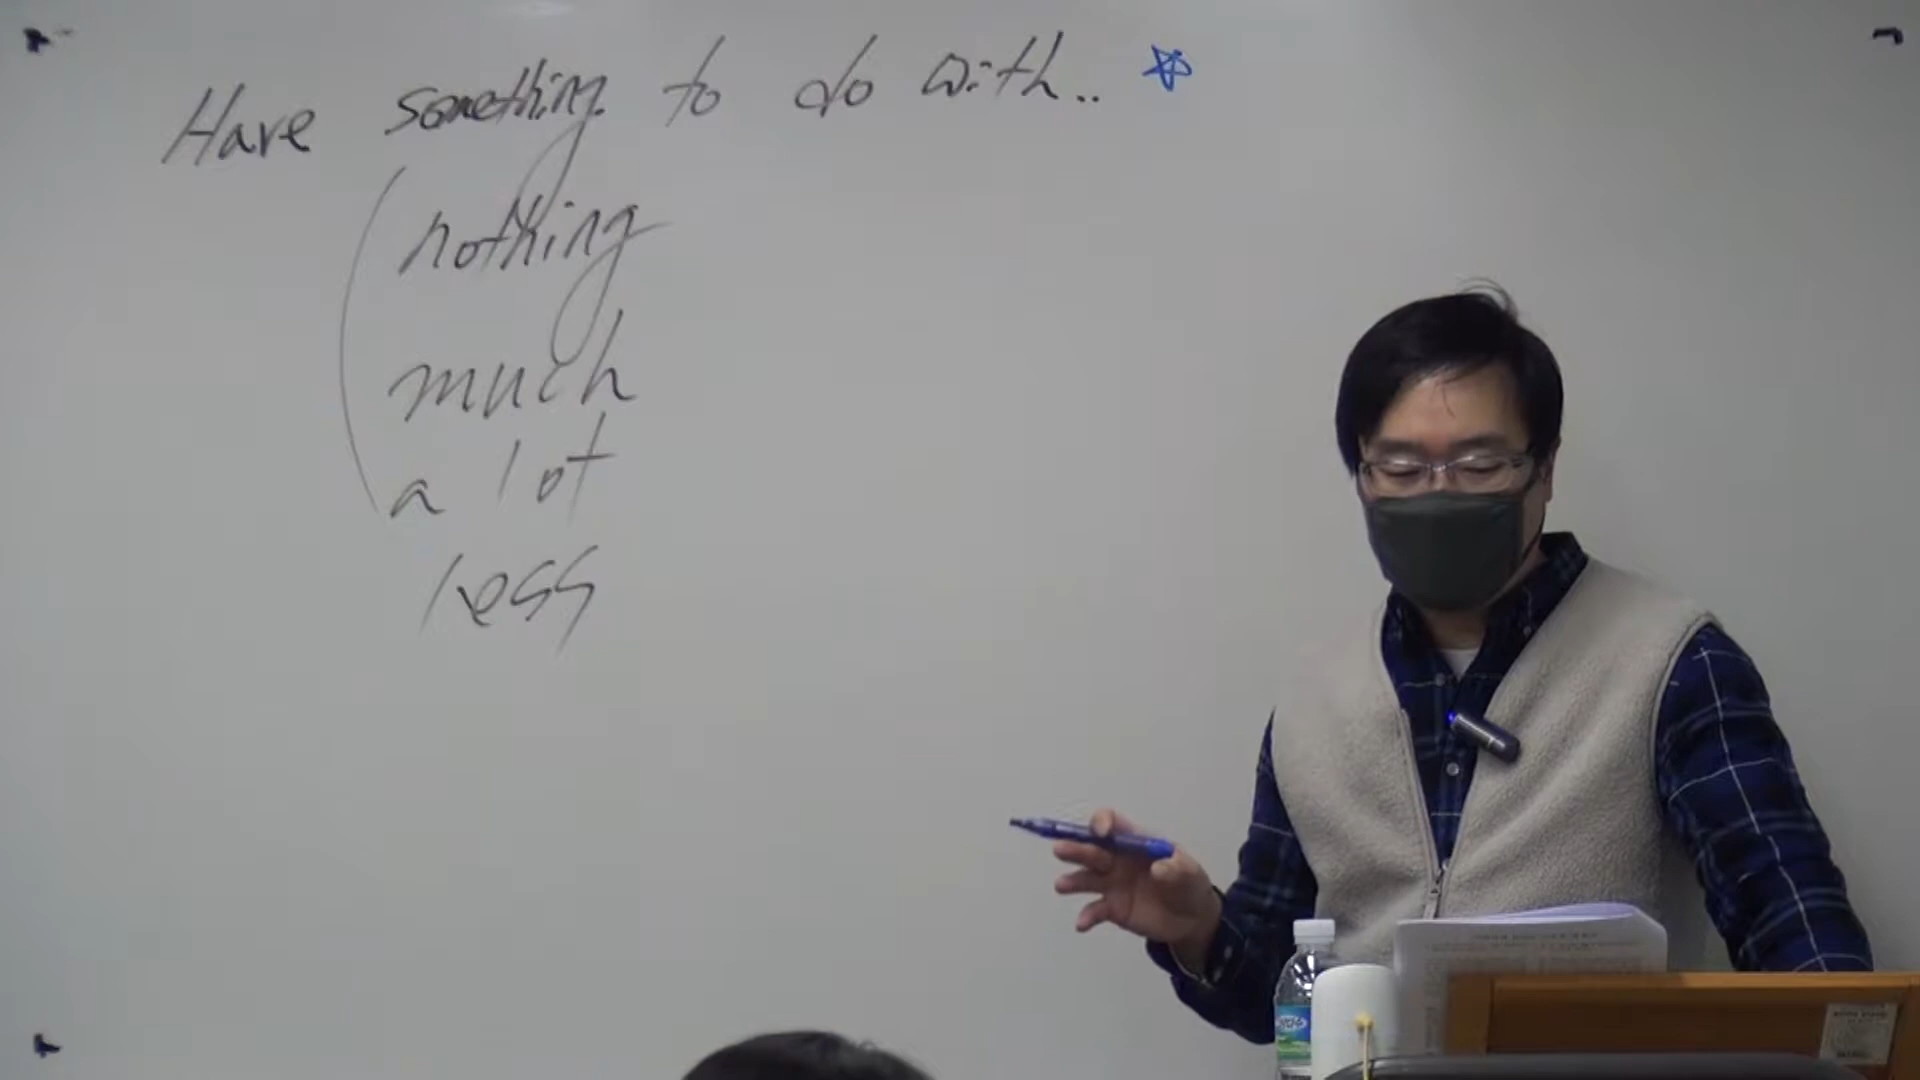 Have something to do with.. ☆
nothing
much
a lot
less